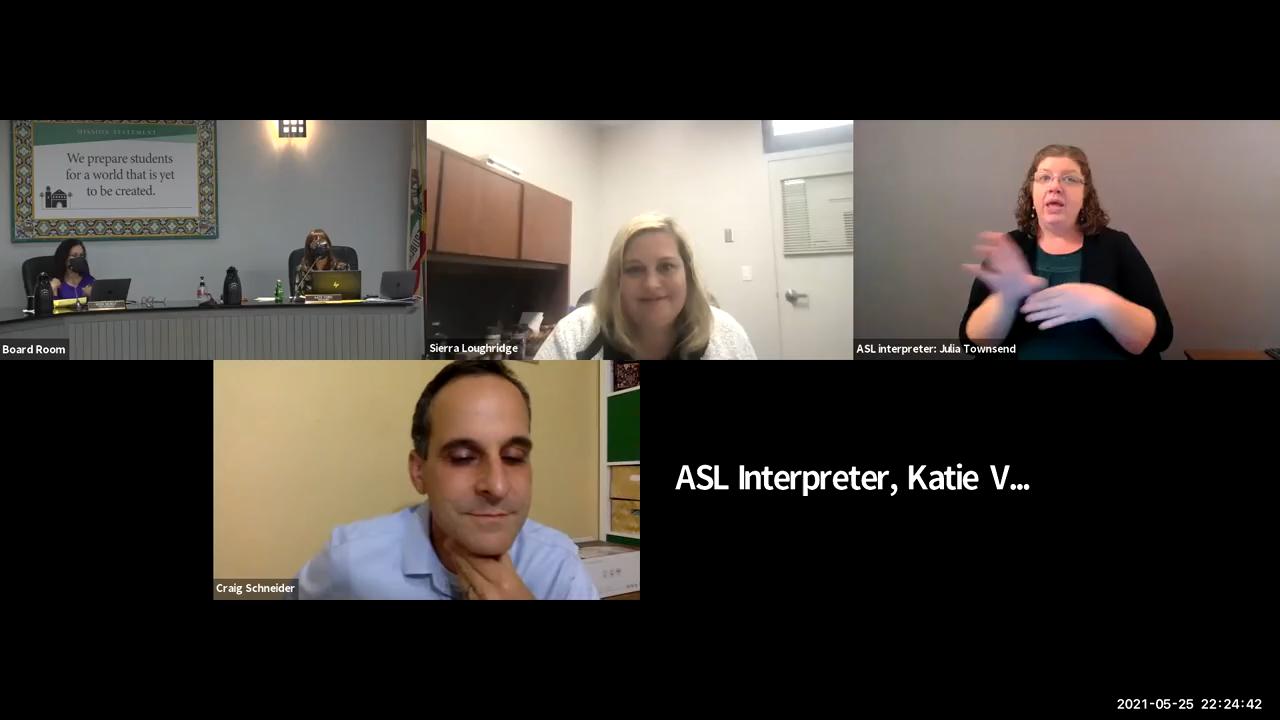 MISSION STATEMENT
We prepare students
for a world that is yet
to be created.
Board Room
Sierra Loughridge
ASL interpreter: Julia Townsend
Craig Schneider
ASL Interpreter, Katie V...
2021-05-25 22:24:42